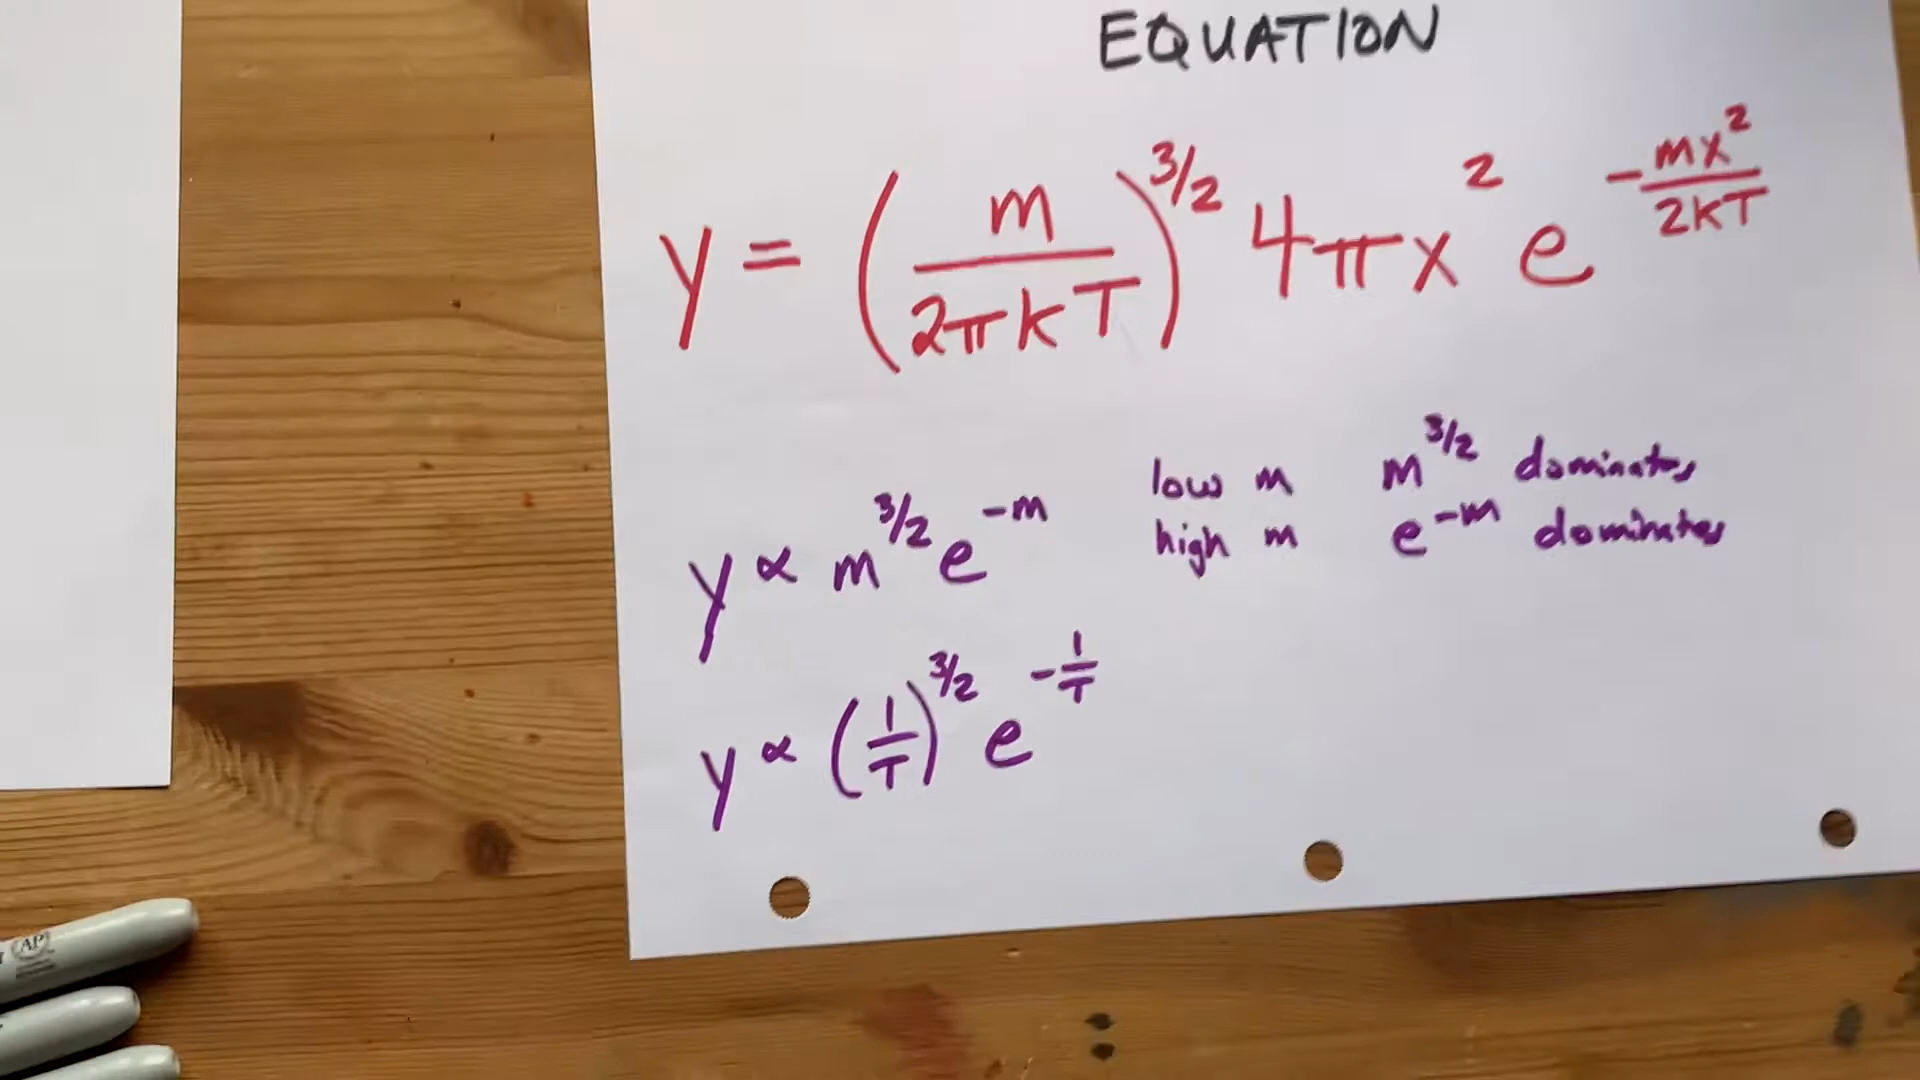 EQUATION
y = (m/2πkT)^3/2 4πx^2 e^-mx^2/2kT
y ∝ m^3/2 e^-m
low m m^3/2 dominates
high m e^-m dominates
y ∝ (1/T)^3/2 e^-1/T
AP